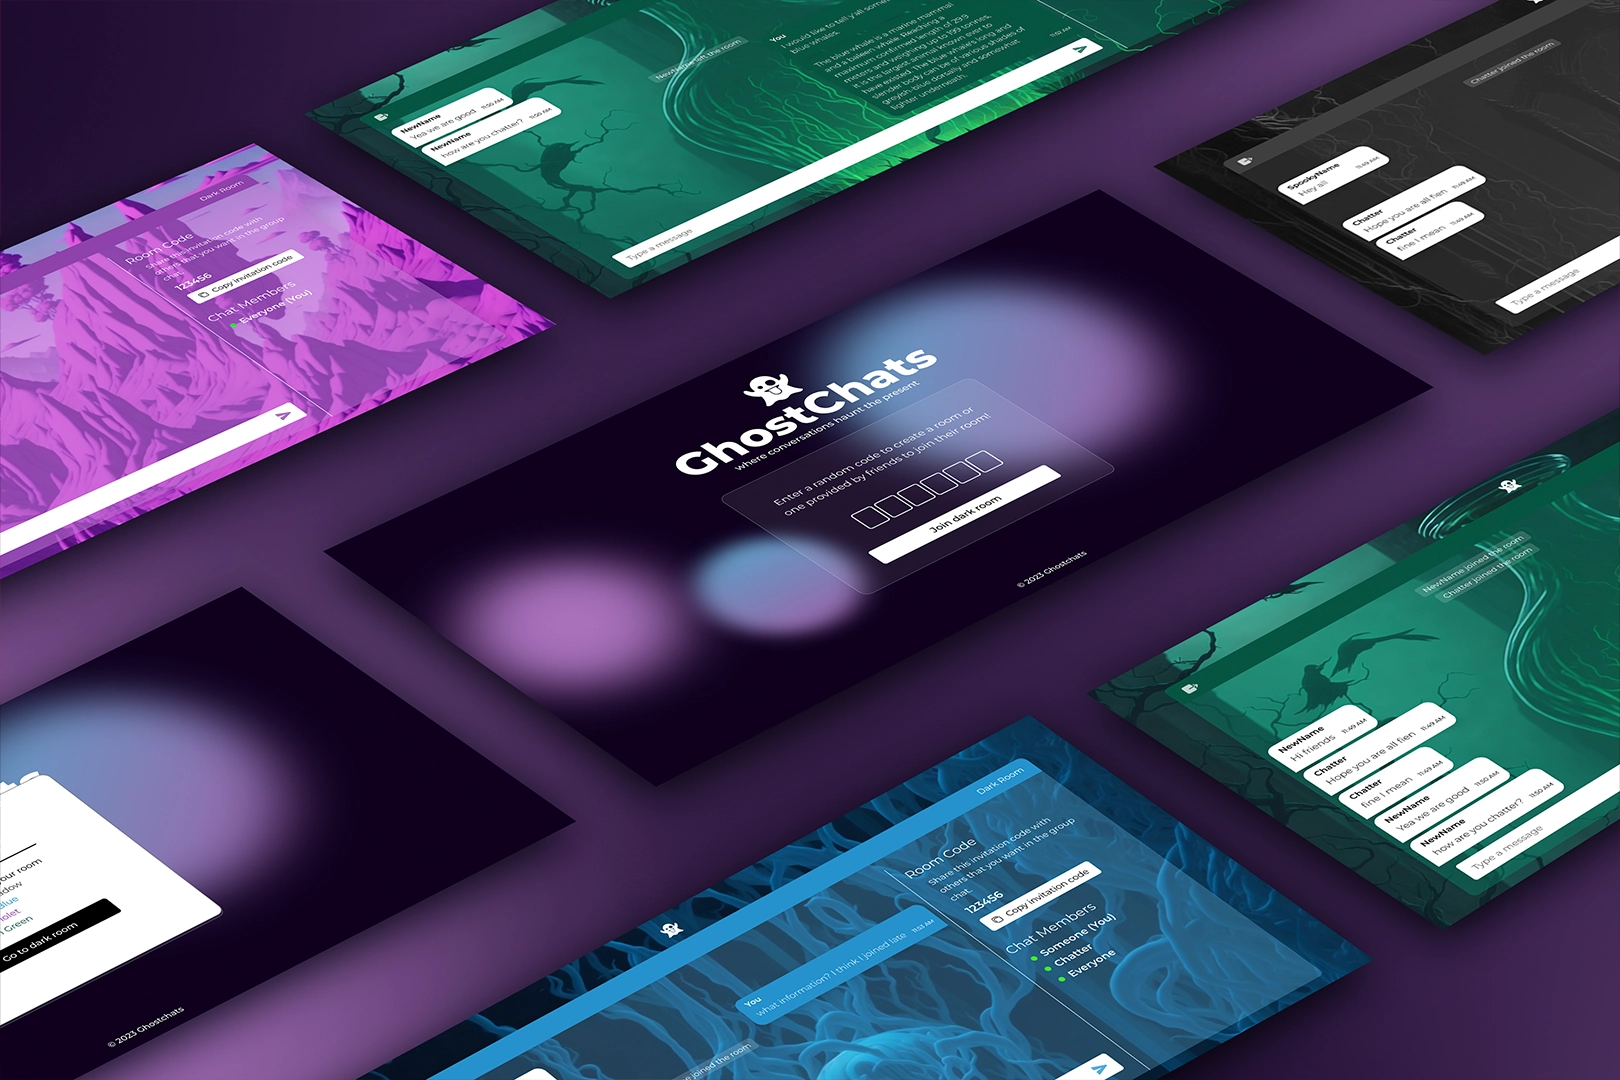 NewName left the room
You
I would like to tell y'all some
blue whales.
The blue whale is a marine mammal
and a baleen whale. Reaching a
maximum confirmed length of 29.9
meters and weighing up to 199 tonnes,
it is the largest animal known ever to
have existed. The blue whale's long and
slender body can be of various shades of
greyish-blue dorsally and somewhat
lighter underneath.
11:52 AM
NewName
Yea we are good
11:50 AM
NewName
how are you chatter?
11:50 AM
Type a message
Chatter joined the room
SpookyName
Hey all
11:49 AM
Chatter
Hope you are all fien
11:49 AM
Chatter
fine I mean
11:49 AM
Type a message
Dark Room
Room Code
Share this invitation code with
others that you want in the group
chat.
123456
Copy invitation code
Chat Members
Everyone (You)
GhostChats
where conversations haunt the present
Enter a random code to create a room or
one provided by friends to join their room!
Join dark room
© 2023 Ghostchats
NewName joined the room
Chatter joined the room
NewName
Hi friends
11:49 AM
Chatter
Hope you are all fien
11:49 AM
Chatter
fine I mean
11:49 AM
NewName
Yea we are good
11:50 AM
NewName
how are you chatter?
11:50 AM
Type a message
our room
adow
Blue
iolet
n Green
Go to dark room
© 2023 Ghostchats
Dark Room
Room Code
Share this invitation code with
others that you want in the group
chat.
123456
Copy invitation code
Chat Members
Someone (You)
Chatter
Everyone
You
what information? I think I joined late
11:53 AM
joined the room